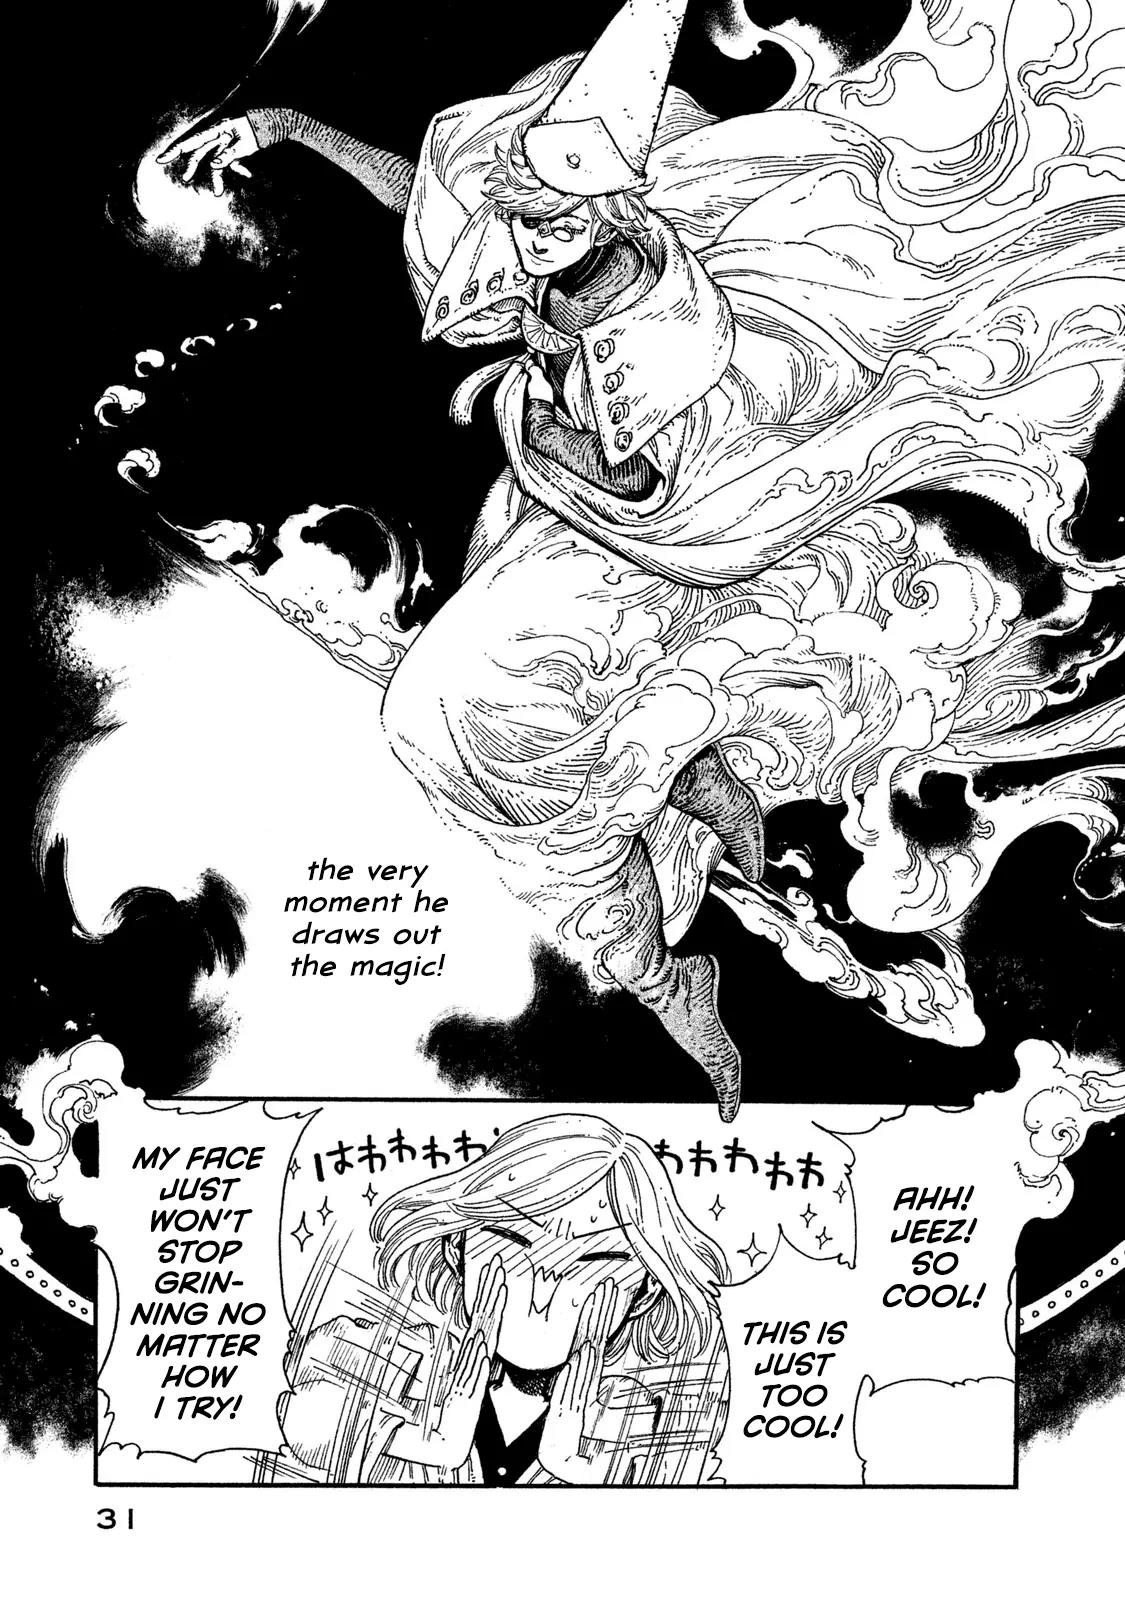 the very
moment he
draws out
the magic!
AHH!
JEEZ!
SO
COOL!
THIS IS
JUST
TOO
COOL!
はわわわわ
わわわわわ
MY FACE
JUST
WON'T
STOP
GRIN-
NING NO
MATTER
HOW
I TRY!
31